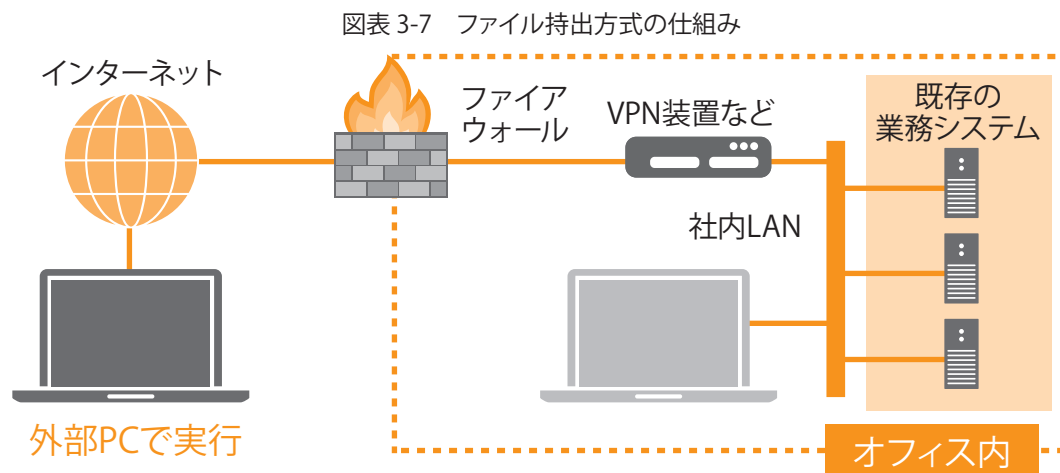 図表 3-7 ファイル持出方式の仕組み
インターネット
ファイア
ウォール
VPN装置など
既存の
業務システム
社内LAN
外部PCで実行
オフィス内